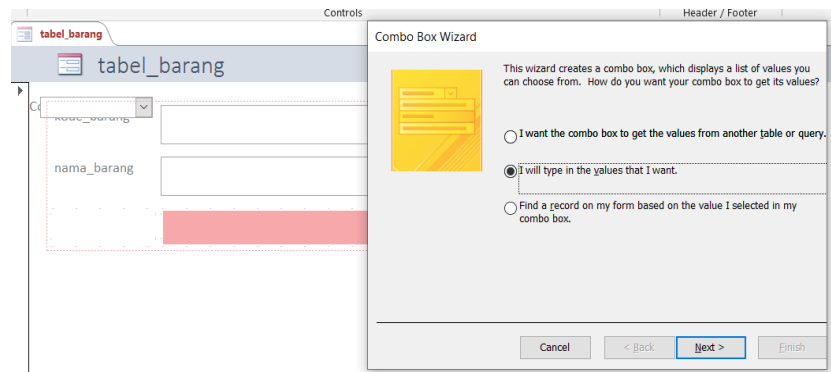 Controls
Header / Footer
tabel_barang
tabel_barang
kode_barang
nama_barang
Combo Box Wizard
This wizard creates a combo box, which displays a list of values you
can choose from. How do you want your combo box to get its values?
I want the combo box to get the values from another table or query.
I will type in the values that I want.
Find a record on my form based on the value I selected in my
combo box.
Cancel
< Back
Next >
Finish